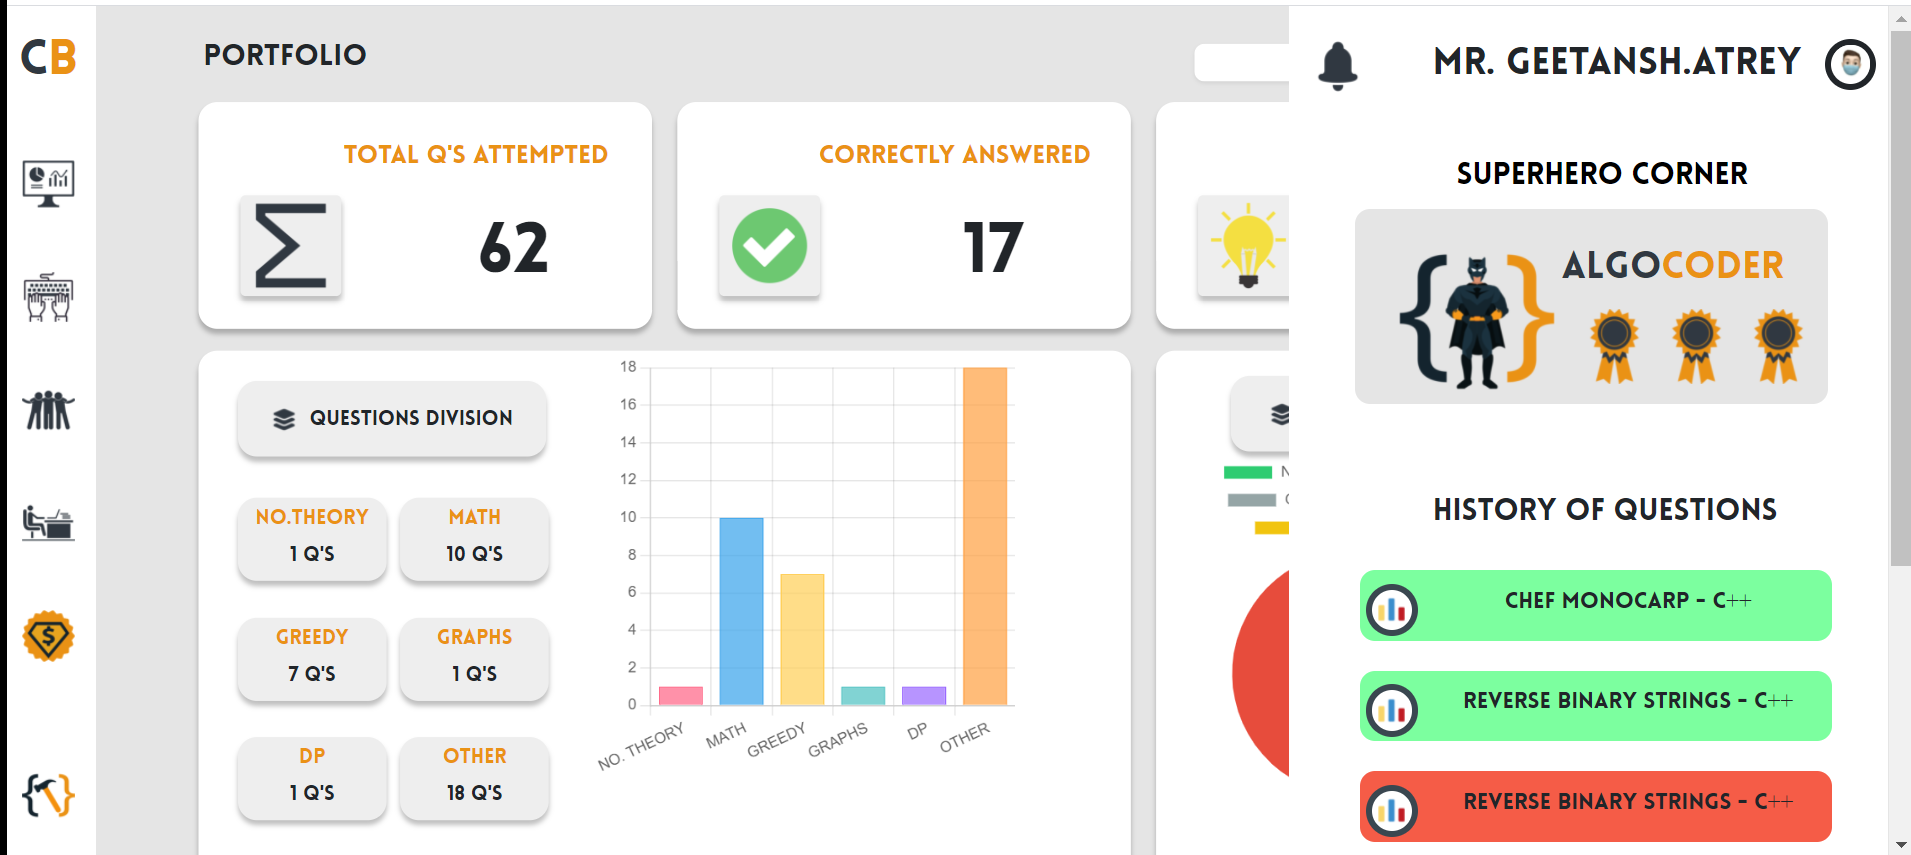 CB
PORTFOLIO
TOTAL Q'S ATTEMPTED
62
CORRECTLY ANSWERED
17
QUESTIONS DIVISION
NO.THEORY
1 Q'S
MATH
10 Q'S
GREEDY
7 Q'S
GRAPHS
1 Q'S
DP
1 Q'S
OTHER
18 Q'S
18
16
14
12
10
8
6
4
2
0
NO. THEORY
MATH
GREEDY
GRAPHS
DP
OTHER
N
MR. GEETANSH.ATREY
SUPERHERO CORNER
ALGOCODER
HISTORY OF QUESTIONS
CHEF MONOCARP - C++
REVERSE BINARY STRINGS - C++
REVERSE BINARY STRINGS - C++